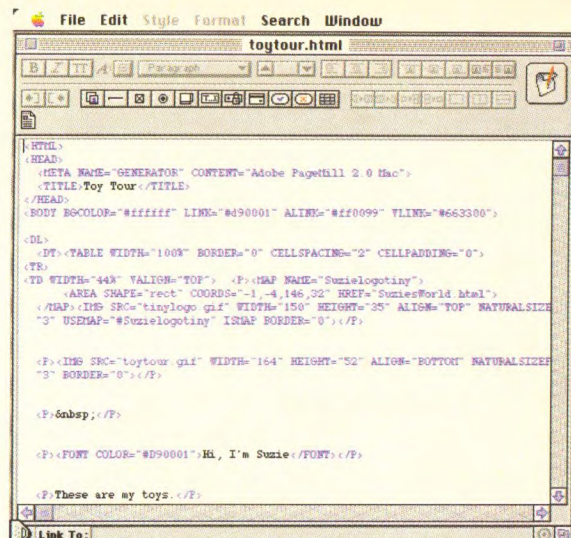 File Edit Style Format Search Window
toytour.html
B I TT A Paragraph
<HTML>
<HEAD>
<META NAME="GENERATOR" CONTENT="Adobe PageMill 2.0 Mac">
<TITLE>Toy Tour</TITLE>
</HEAD>
<BODY BGCOLOR="#ffffff" LINK="#d90001" ALINK="#ff0099" VLINK="#663300">
<DL>
<DT><TABLE WIDTH="100%" BORDER="0" CELLSPACING="2" CELLPADDING="0">
<TR>
<TD WIDTH="44%" VALIGN="TOP"> <P><MAP NAME="Suzielogotiny">
<AREA SHAPE="rect" COORDS="-1,-4,146,32" HREF="SuziesWorld.html">
</MAP><IMG SRC="tinylogo.gif" WIDTH="150" HEIGHT="35" ALIGN="TOP" NATURALSIZE
"3" USEMAP="#Suzielogotiny" ISMAP BORDER="0"></P>
<P><IMG SRC="toytour.gif" WIDTH="164" HEIGHT="52" ALIGN="BOTTOM" NATURALSIZEF
"3" BORDER="0"></P>
<P>&nbsp;</P>
<P><FONT COLOR="#D90001">Hi, I'm Suzie</FONT></P>
<P>These are my toys.</P>
Link To: